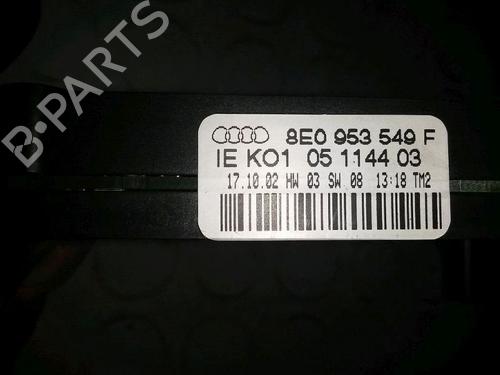 B-PARTS
8E0 953 549 F
IE KO1 05 1144 03
17.10.02 HW 03 SW 08 13:18 TM2